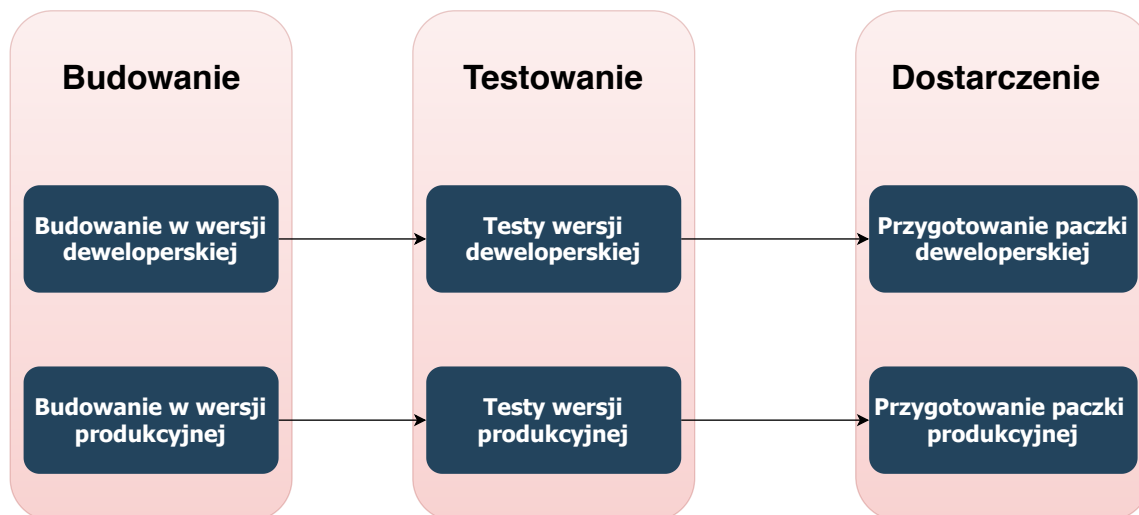 Budowanie
Testowanie
Dostarczenie
Budowanie w wersji
deweloperskiej
Testy wersji
deweloperskiej
Przygotowanie paczki
deweloperskiej
Budowanie w wersji
produkcyjnej
Testy wersji
produkcyjnej
Przygotowanie paczki
produkcyjnej